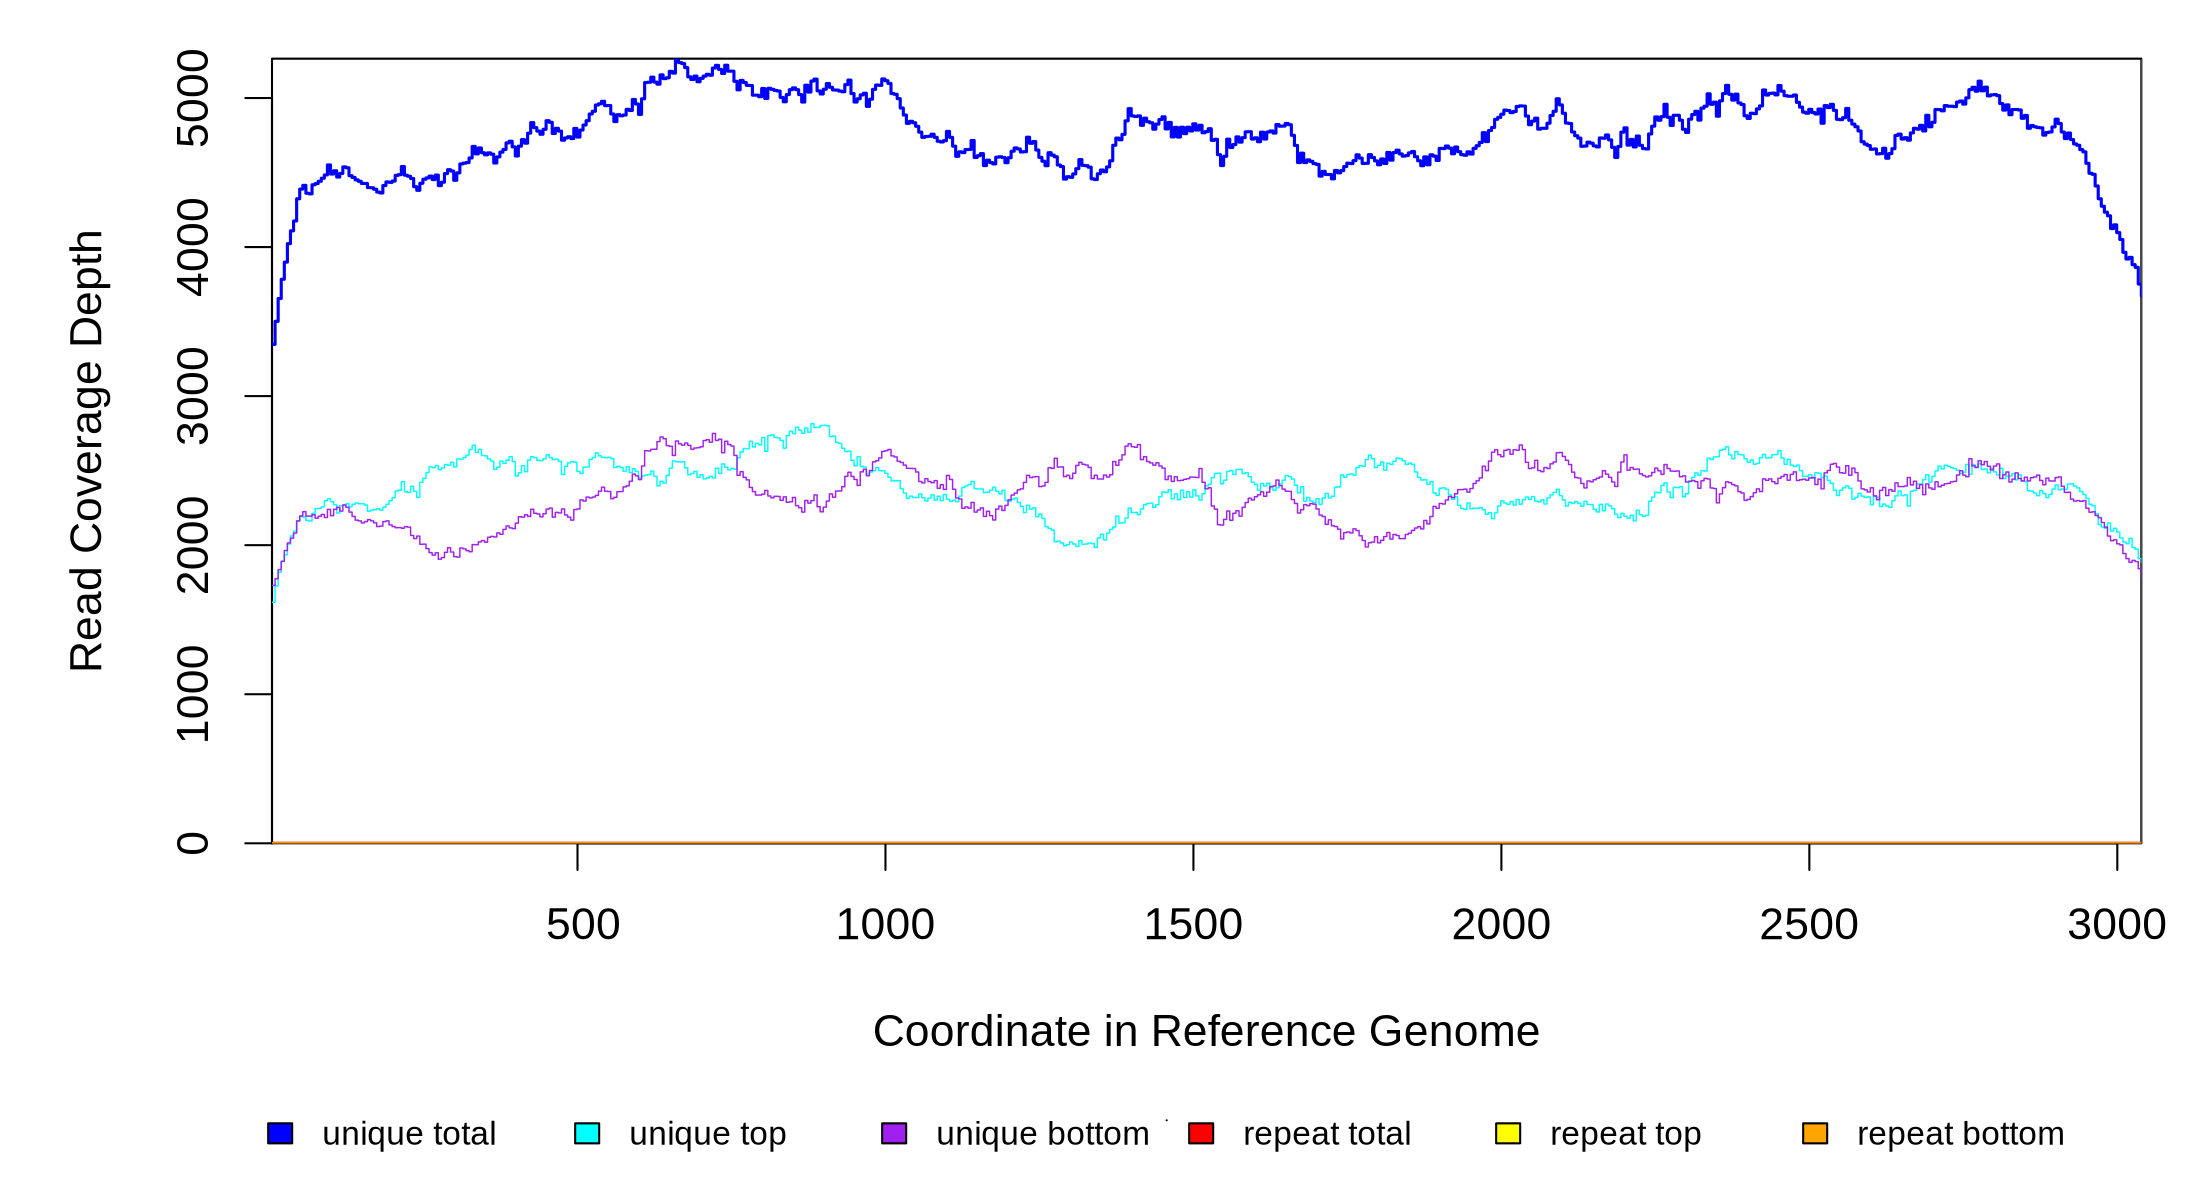 5000
4000
3000
2000
1000
0
Read Coverage Depth
500 1000 1500 2000 2500 3000
Coordinate in Reference Genome
unique total unique top unique bottom repeat total repeat top repeat bottom